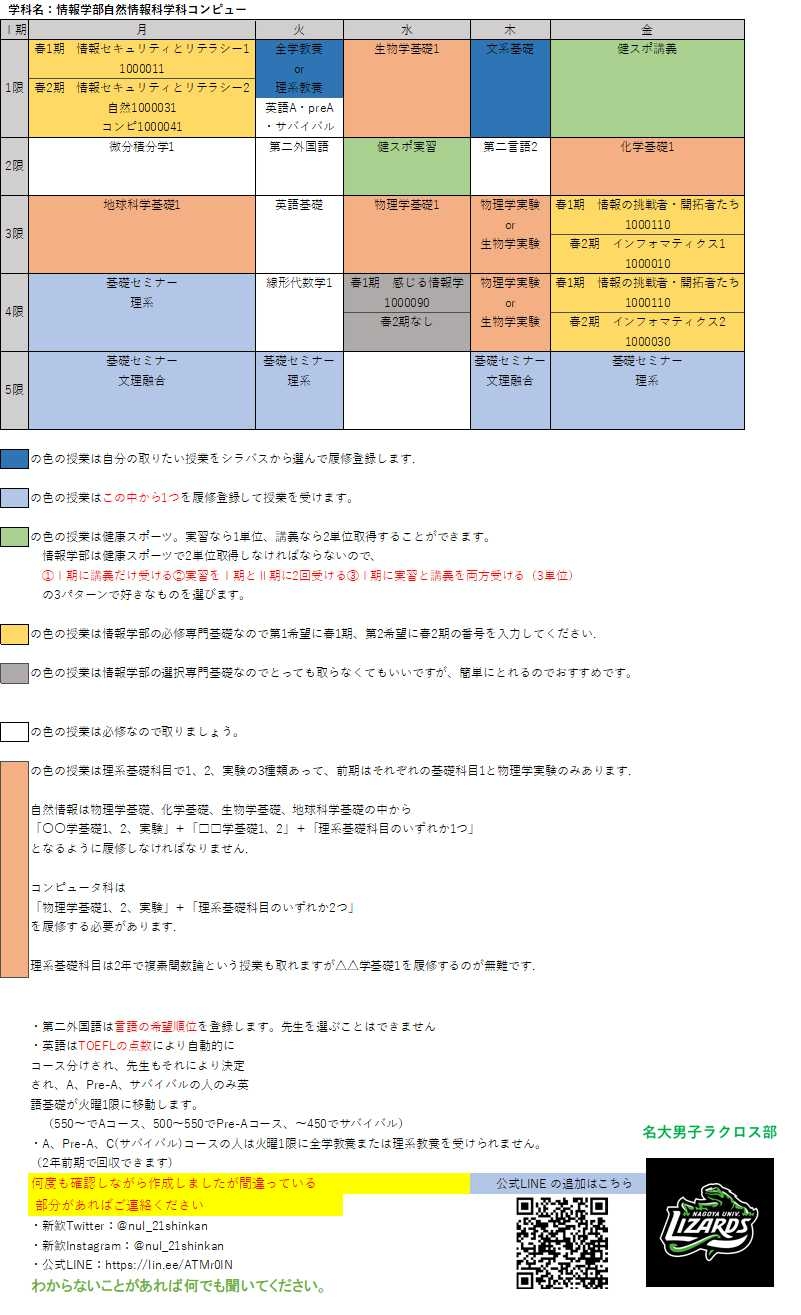 学科名：情報学部自然情報科学科コンピュー
Ⅰ期 月 火 水 木 金
1限
春1期　情報セキュリティとリテラシー1
1000011
春2期　情報セキュリティとリテラシー2
自然1000031
コンピ1000041
全学教養
or
理系教養
英語A・preA
・サバイバル
生物学基礎1
文系基礎
健スポ講義
2限
微分積分学1
第二外国語
健スポ実習
第二言語2
化学基礎1
3限
地球科学基礎1
英語基礎
物理学基礎1
物理学実験
or
生物学実験
春1期　情報の挑戦者・開拓者たち
1000110
春2期　インフォマティクス1
1000010
4限
基礎セミナー
理系
線形代数学1
春1期　感じる情報学
1000090
春2期なし
物理学実験
or
生物学実験
春1期　情報の挑戦者・開拓者たち
1000110
春2期　インフォマティクス2
1000030
5限
基礎セミナー
文理融合
基礎セミナー
理系
基礎セミナー
文理融合
基礎セミナー
理系
の色の授業は自分の取りたい授業をシラバスから選んで履修登録します.
の色の授業はこの中から1つを履修登録して授業を受けます。
の色の授業は健康スポーツ。実習なら1単位、講義なら2単位取得することができます。
情報学部は健康スポーツで2単位取得しなければならないので、
①Ⅰ期に講義だけ受ける②実習をⅠ期とⅡ期に2回受ける③Ⅰ期に実習と講義を両方受ける（3単位）
の3パターンで好きなものを選びます。
の色の授業は情報学部の必修専門基礎なので第1希望に春1期、第2希望に春2期の番号を入力してください.
の色の授業は情報学部の選択専門基礎なのでとっても取らなくてもいいですが、簡単にとれるのでおすすめです。
の色の授業は必修なので取りましょう。
の色の授業は理系基礎科目で1、2、実験の3種類あって、前期はそれぞれの基礎科目1と物理学実験のみあります.
自然情報は物理学基礎、化学基礎、生物学基礎、地球科学基礎の中から
「〇〇学基礎1、2、実験」＋「□□学基礎1、2」＋「理系基礎科目のいずれか1つ」
となるように履修しなければなりません.
コンピュータ科は
「物理学基礎1、2、実験」＋「理系基礎科目のいずれか2つ」
を履修する必要があります.
理系基礎科目は2年で複素関数論という授業も取れますが△△学基礎1を履修するのが無難です.
・第二外国語は言語の希望順位を登録します。先生を選ぶことはできません
・英語はTOEFLの点数により自動的に
コース分けされ、先生もそれにより決定
され、A、Pre-A、サバイバルの人のみ英
語基礎が火曜1限に移動します。
（550～でAコース、500～550でPre-Aコース、～450でサバイバル）
・A、Pre-A、C(サバイバル)コースの人は火曜1限に全学教養または理系教養を受けられません。
（2年前期で回収できます）
何度も確認しながら作成しましたが間違っている
部分があればご連絡ください
・新歓Twitter：@nul_21shinkan
・新歓Instagram：@nul_21shinkan
・公式LINE：https://lin.ee/ATMr0IN
わからないことがあれば何でも聞いてください。
公式LINE の追加はこちら
名大男子ラクロス部
NAGOYA UNIV.
LIZARDS